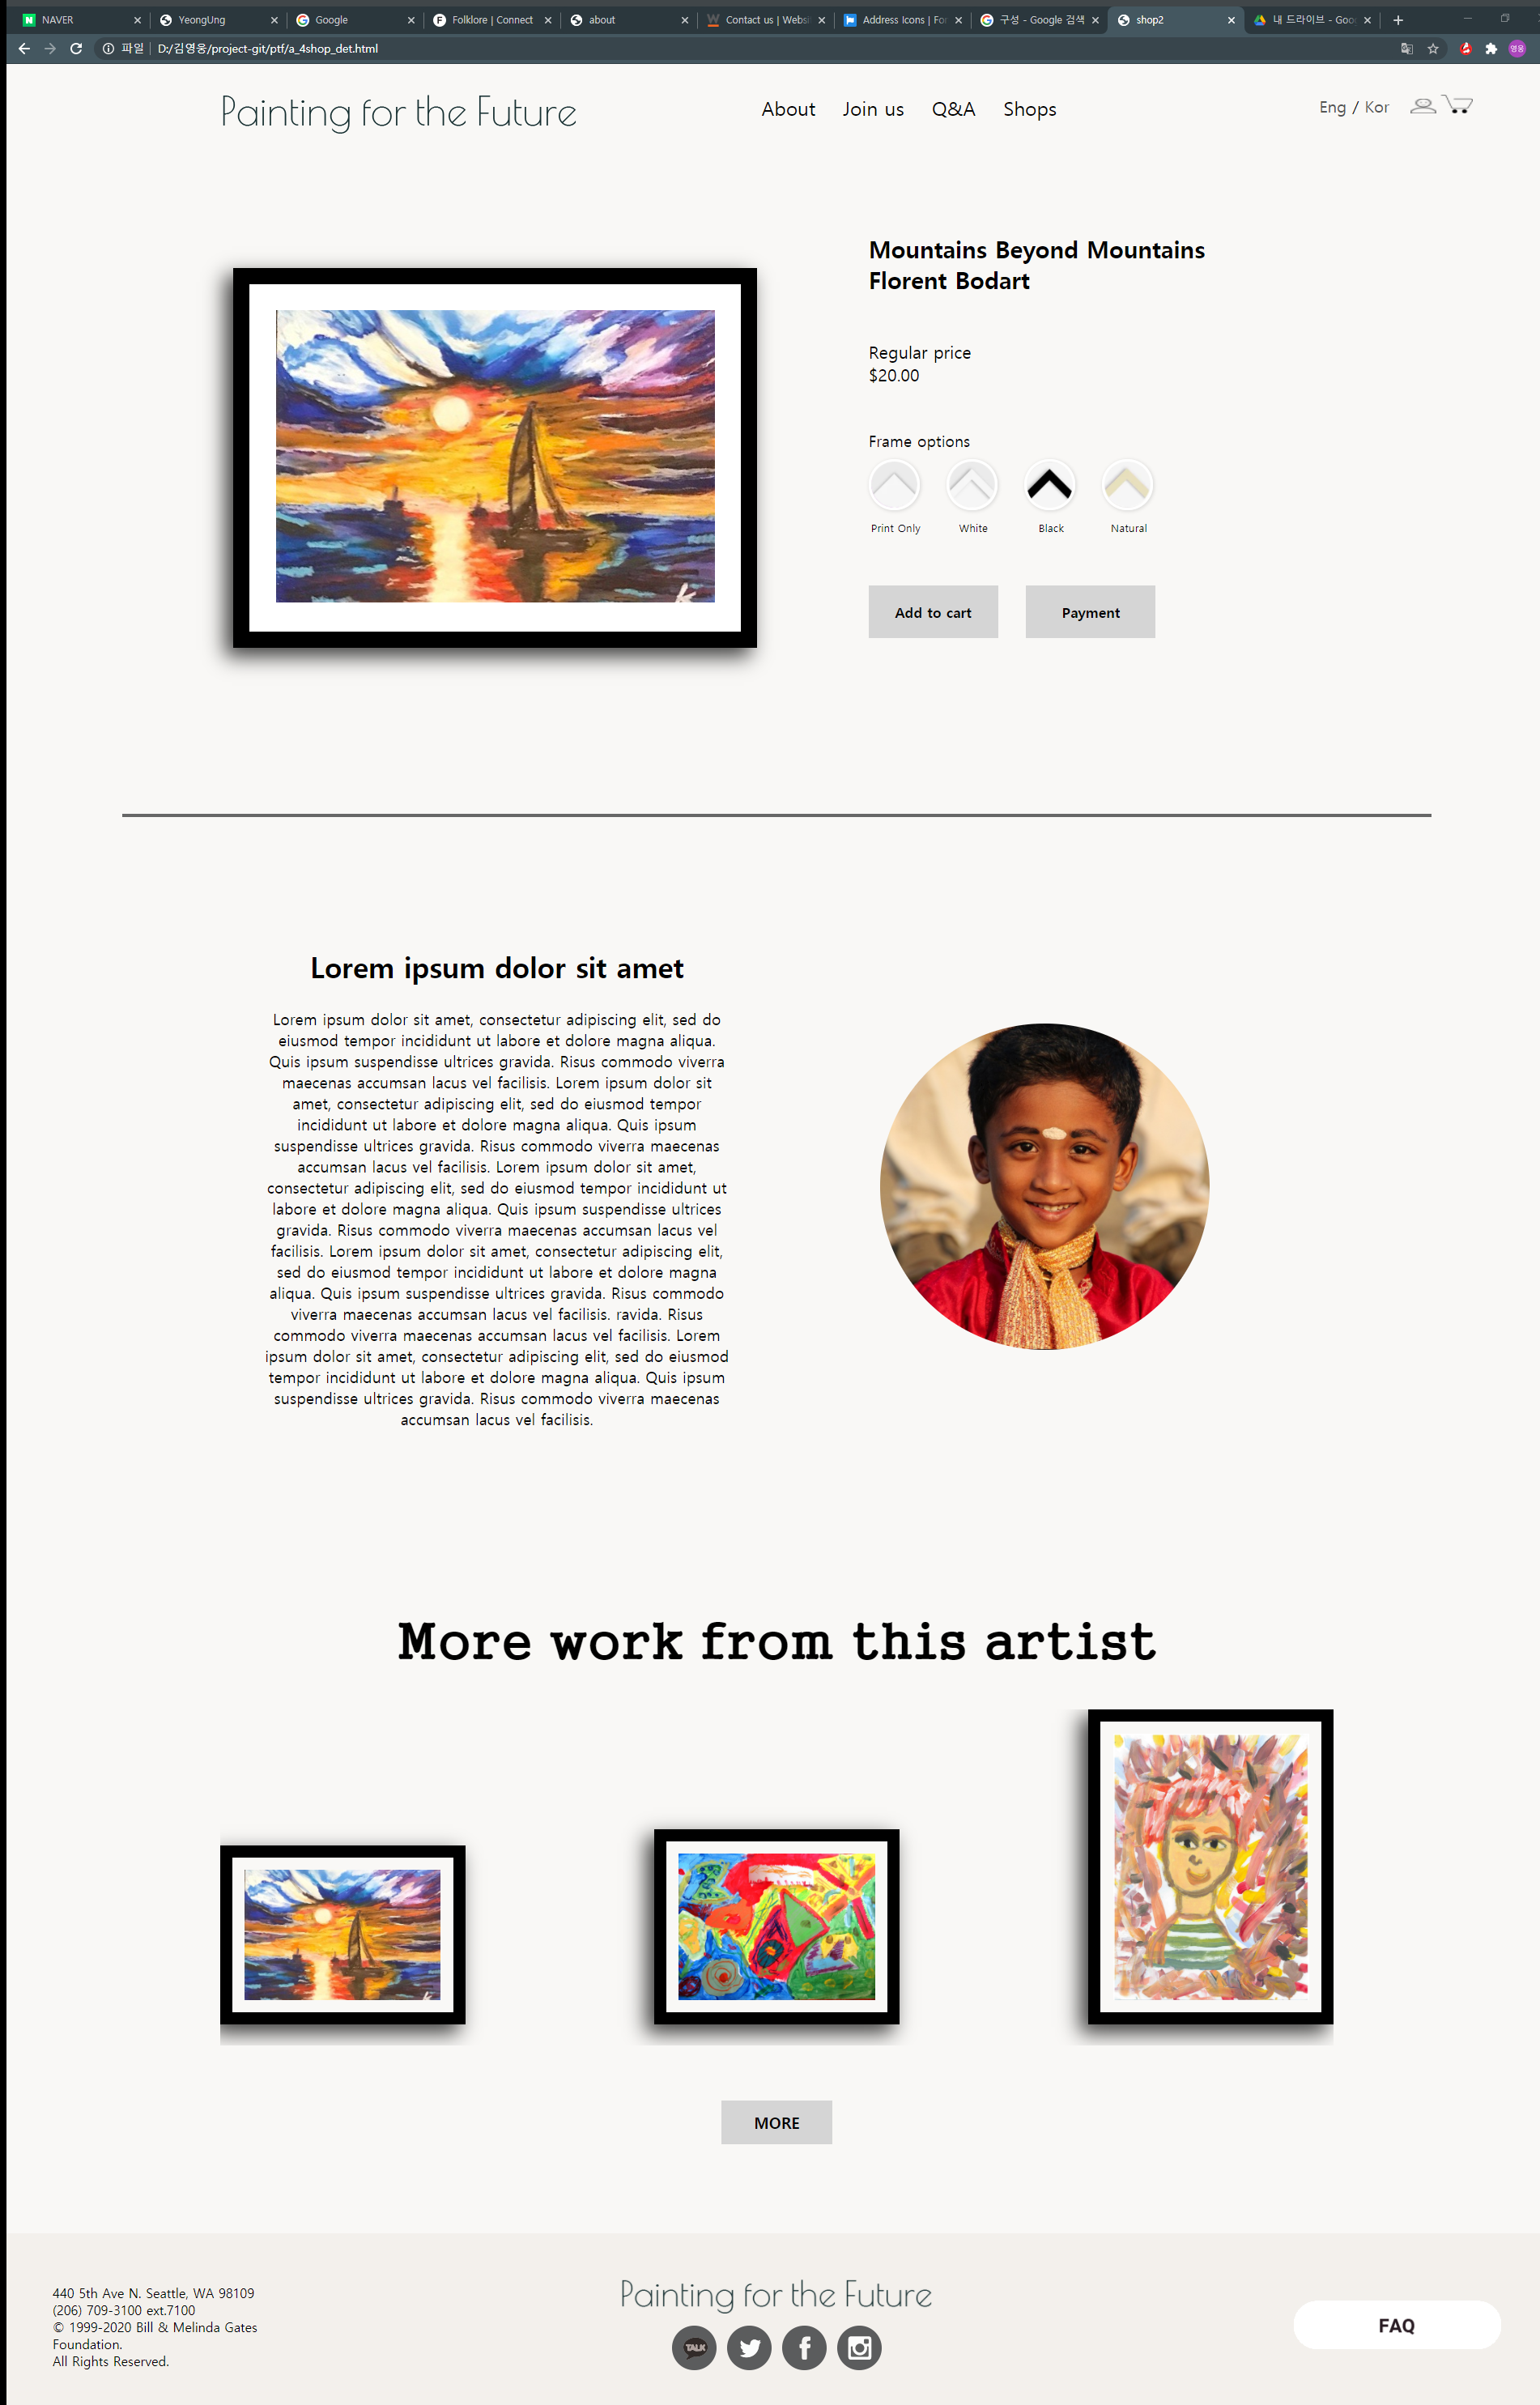 NAVER
YeongUng
Google
Folklore | Connect
about
Contact us | Websi
Address Icons | For
구성 - Google 검색
shop2
내 드라이브 - Goo
파일 D:/김영웅/project-git/ptf/a_4shop_det.html
영웅
Painting for the Future
About Join us Q&A Shops
Eng / Kor
Mountains Beyond Mountains
Florent Bodart
Regular price
$20.00
Frame options
Print Only White Black Natural
Add to cart Payment
Lorem ipsum dolor sit amet
Lorem ipsum dolor sit amet, consectetur adipiscing elit, sed do
eiusmod tempor incididunt ut labore et dolore magna aliqua.
Quis ipsum suspendisse ultrices gravida. Risus commodo viverra
maecenas accumsan lacus vel facilisis. Lorem ipsum dolor sit
amet, consectetur adipiscing elit, sed do eiusmod tempor
incididunt ut labore et dolore magna aliqua. Quis ipsum
suspendisse ultrices gravida. Risus commodo viverra maecenas
accumsan lacus vel facilisis. Lorem ipsum dolor sit amet,
consectetur adipiscing elit, sed do eiusmod tempor incididunt ut
labore et dolore magna aliqua. Quis ipsum suspendisse ultrices
gravida. Risus commodo viverra maecenas accumsan lacus vel
facilisis. Lorem ipsum dolor sit amet, consectetur adipiscing elit,
sed do eiusmod tempor incididunt ut labore et dolore magna
aliqua. Quis ipsum suspendisse ultrices gravida. Risus commodo
viverra maecenas accumsan lacus vel facilisis. ravida. Risus
commodo viverra maecenas accumsan lacus vel facilisis. Lorem
ipsum dolor sit amet, consectetur adipiscing elit, sed do eiusmod
tempor incididunt ut labore et dolore magna aliqua. Quis ipsum
suspendisse ultrices gravida. Risus commodo viverra maecenas
accumsan lacus vel facilisis.
More work from this artist
MORE
440 5th Ave N. Seattle, WA 98109
(206) 709-3100 ext.7100
© 1999-2020 Bill & Melinda Gates
Foundation.
All Rights Reserved.
Painting for the Future
TALK
FAQ